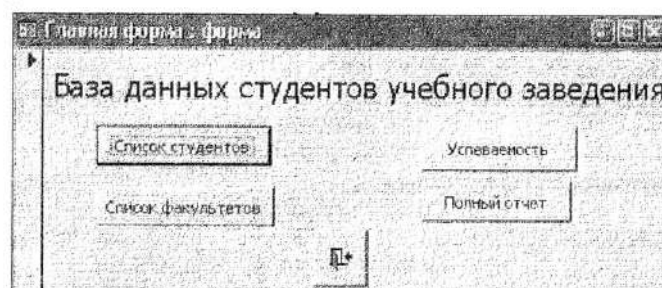 Главная форма : форма
База данных студентов учебного заведения
Список студентов
Успеваемость
Список факультетов
Полный отчет